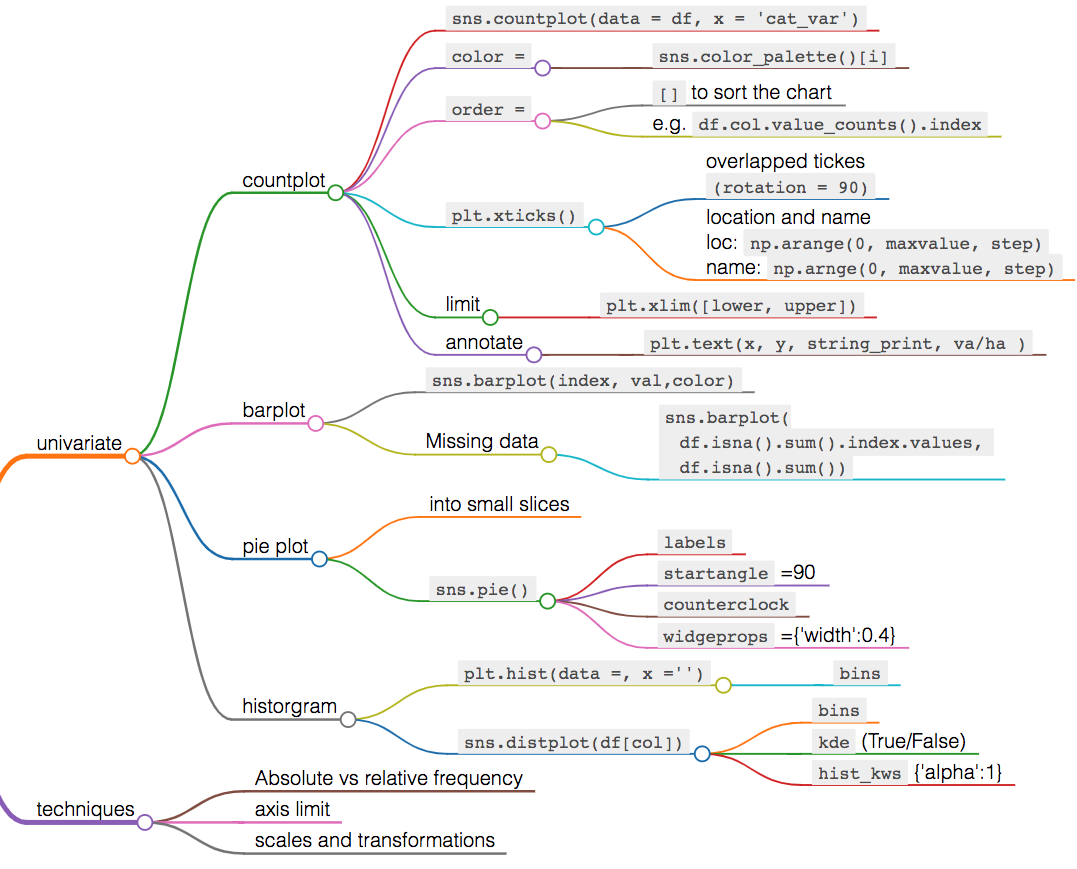 univariate
countplot
sns.countplot(data = df, x = 'cat_var')
color =
sns.color_palette()[i]
order =
[] to sort the chart
e.g. df.col.value_counts().index
plt.xticks()
overlapped tickes
(rotation = 90)
location and name
loc: np.arange(0, maxvalue, step)
name: np.arnge(0, maxvalue, step)
limit
plt.xlim([lower, upper])
annotate
plt.text(x, y, string_print, va/ha )
barplot
sns.barplot(index, val,color)
Missing data
sns.barplot(
df.isna().sum().index.values,
df.isna().sum())
pie plot
into small slices
sns.pie()
labels
startangle =90
counterclock
widgeprops ={'width':0.4}
historgram
plt.hist(data =, x ='')
bins
sns.distplot(df[col])
bins
kde (True/False)
hist_kws {'alpha':1}
techniques
Absolute vs relative frequency
axis limit
scales and transformations